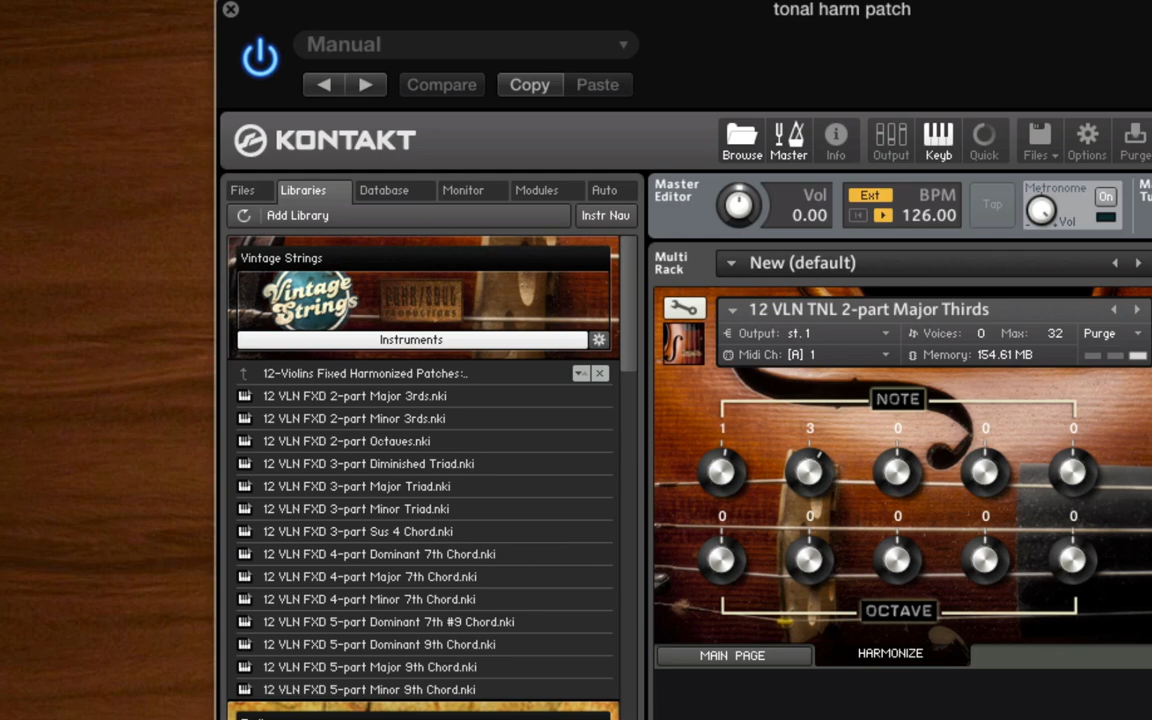 tonal harm patch
Manual
Compare
Copy
Paste
KONTAKT
Browse
Master
Info
Output
Keyb
Quick
Files
Options
Purge
Files
Libraries
Database
Monitor
Modules
Auto
Add Library
Instr Nav
Master
Editor
Vol
0.00
Ext
BPM
126.00
Tap
Metronome
On
Vol
Multi
Rack
New (default)
Vintage Strings
Vintage
Strings
Instruments
12 VLN TNL 2-part Major Thirds
Output: st.1
Voices: 0 Max: 32
Purge
Midi Ch: [A] 1
Memory: 154.61 MB
12-Violins Fixed Harmonized Patches:..
12 VLN FXD 2-part Major 3rds.nki
12 VLN FXD 2-part Minor 3rds.nki
12 VLN FXD 2-part Octaves.nki
12 VLN FXD 3-part Diminished Triad.nki
12 VLN FXD 3-part Major Triad.nki
12 VLN FXD 3-part Minor Triad.nki
12 VLN FXD 3-part Sus 4 Chord.nki
12 VLN FXD 4-part Dominant 7th Chord.nki
12 VLN FXD 4-part Major 7th Chord.nki
12 VLN FXD 4-part Minor 7th Chord.nki
12 VLN FXD 5-part Dominant 7th #9 Chord.nki
12 VLN FXD 5-part Dominant 9th Chord.nki
12 VLN FXD 5-part Major 9th Chord.nki
12 VLN FXD 5-part Minor 9th Chord.nki
NOTE
1 3 0 0 0
0 0 0 0 0
OCTAVE
MAIN PAGE
HARMONIZE